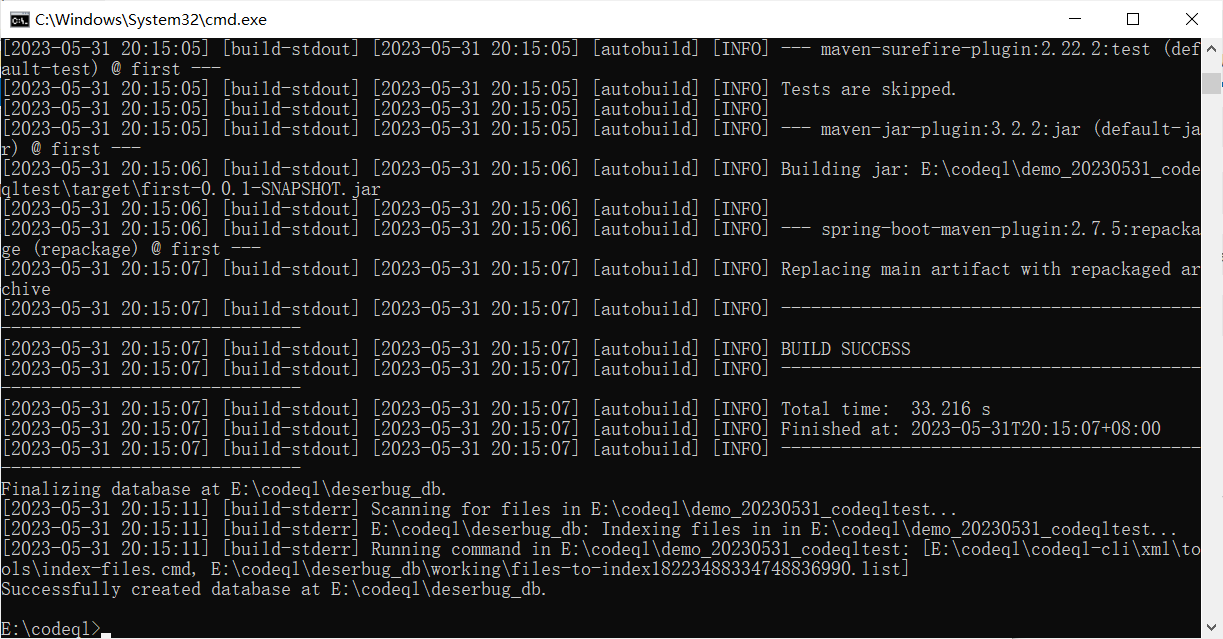 C:\Windows\System32\cmd.exe
[2023-05-31 20:15:05] [build-stdout] [2023-05-31 20:15:05] [autobuild] [INFO] --- maven-surefire-plugin:2.22.2:test (def
ault-test) @ first ---
[2023-05-31 20:15:05] [build-stdout] [2023-05-31 20:15:05] [autobuild] [INFO] Tests are skipped.
[2023-05-31 20:15:05] [build-stdout] [2023-05-31 20:15:05] [autobuild] [INFO]
[2023-05-31 20:15:05] [build-stdout] [2023-05-31 20:15:05] [autobuild] [INFO] --- maven-jar-plugin:3.2.2:jar (default-ja
r) @ first ---
[2023-05-31 20:15:06] [build-stdout] [2023-05-31 20:15:06] [autobuild] [INFO] Building jar: E:\codeql\demo_20230531_code
qltest\target\first-0.0.1-SNAPSHOT.jar
[2023-05-31 20:15:06] [build-stdout] [2023-05-31 20:15:06] [autobuild] [INFO]
[2023-05-31 20:15:06] [build-stdout] [2023-05-31 20:15:06] [autobuild] [INFO] --- spring-boot-maven-plugin:2.7.5:repacka
ge (repackage) @ first ---
[2023-05-31 20:15:07] [build-stdout] [2023-05-31 20:15:07] [autobuild] [INFO] Replacing main artifact with repackaged ar
chive
[2023-05-31 20:15:07] [build-stdout] [2023-05-31 20:15:07] [autobuild] [INFO] ------------------------------------------
------------------------------
[2023-05-31 20:15:07] [build-stdout] [2023-05-31 20:15:07] [autobuild] [INFO] BUILD SUCCESS
[2023-05-31 20:15:07] [build-stdout] [2023-05-31 20:15:07] [autobuild] [INFO] ------------------------------------------
------------------------------
[2023-05-31 20:15:07] [build-stdout] [2023-05-31 20:15:07] [autobuild] [INFO] Total time:  33.216 s
[2023-05-31 20:15:07] [build-stdout] [2023-05-31 20:15:07] [autobuild] [INFO] Finished at: 2023-05-31T20:15:07+08:00
[2023-05-31 20:15:07] [build-stdout] [2023-05-31 20:15:07] [autobuild] [INFO] ------------------------------------------
------------------------------
Finalizing database at E:\codeql\deserbug_db.
[2023-05-31 20:15:11] [build-stderr] Scanning for files in E:\codeql\demo_20230531_codeqltest...
[2023-05-31 20:15:11] [build-stderr] E:\codeql\deserbug_db: Indexing files in in E:\codeql\demo_20230531_codeqltest...
[2023-05-31 20:15:11] [build-stderr] Running command in E:\codeql\demo_20230531_codeqltest: [E:\codeql\codeql-cli\xml\to
ols\index-files.cmd, E:\codeql\deserbug_db\working\files-to-index18223488334748836990.list]
Successfully created database at E:\codeql\deserbug_db.
E:\codeql>